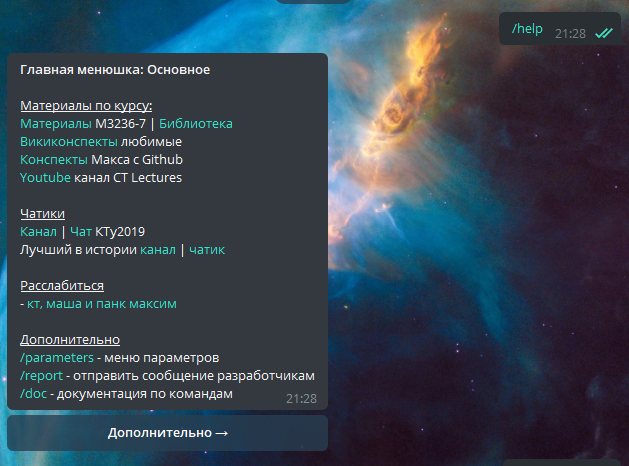 /help
21:28
Главная менюшка: Основное
Материалы по курсу:
Материалы М3236-7 | Библиотека
Викиконспекты любимые
Конспекты Макса с Github
Youtube канал CT Lectures
Чатики
Канал | Чат КТу2019
Лучший в истории канал | чатик
Расслабиться
- кт, маша и панк максим
Дополнительно
/parameters - меню параметров
/report - отправить сообщение разработчикам
/doc - документация по командам
21:28
Дополнительно →